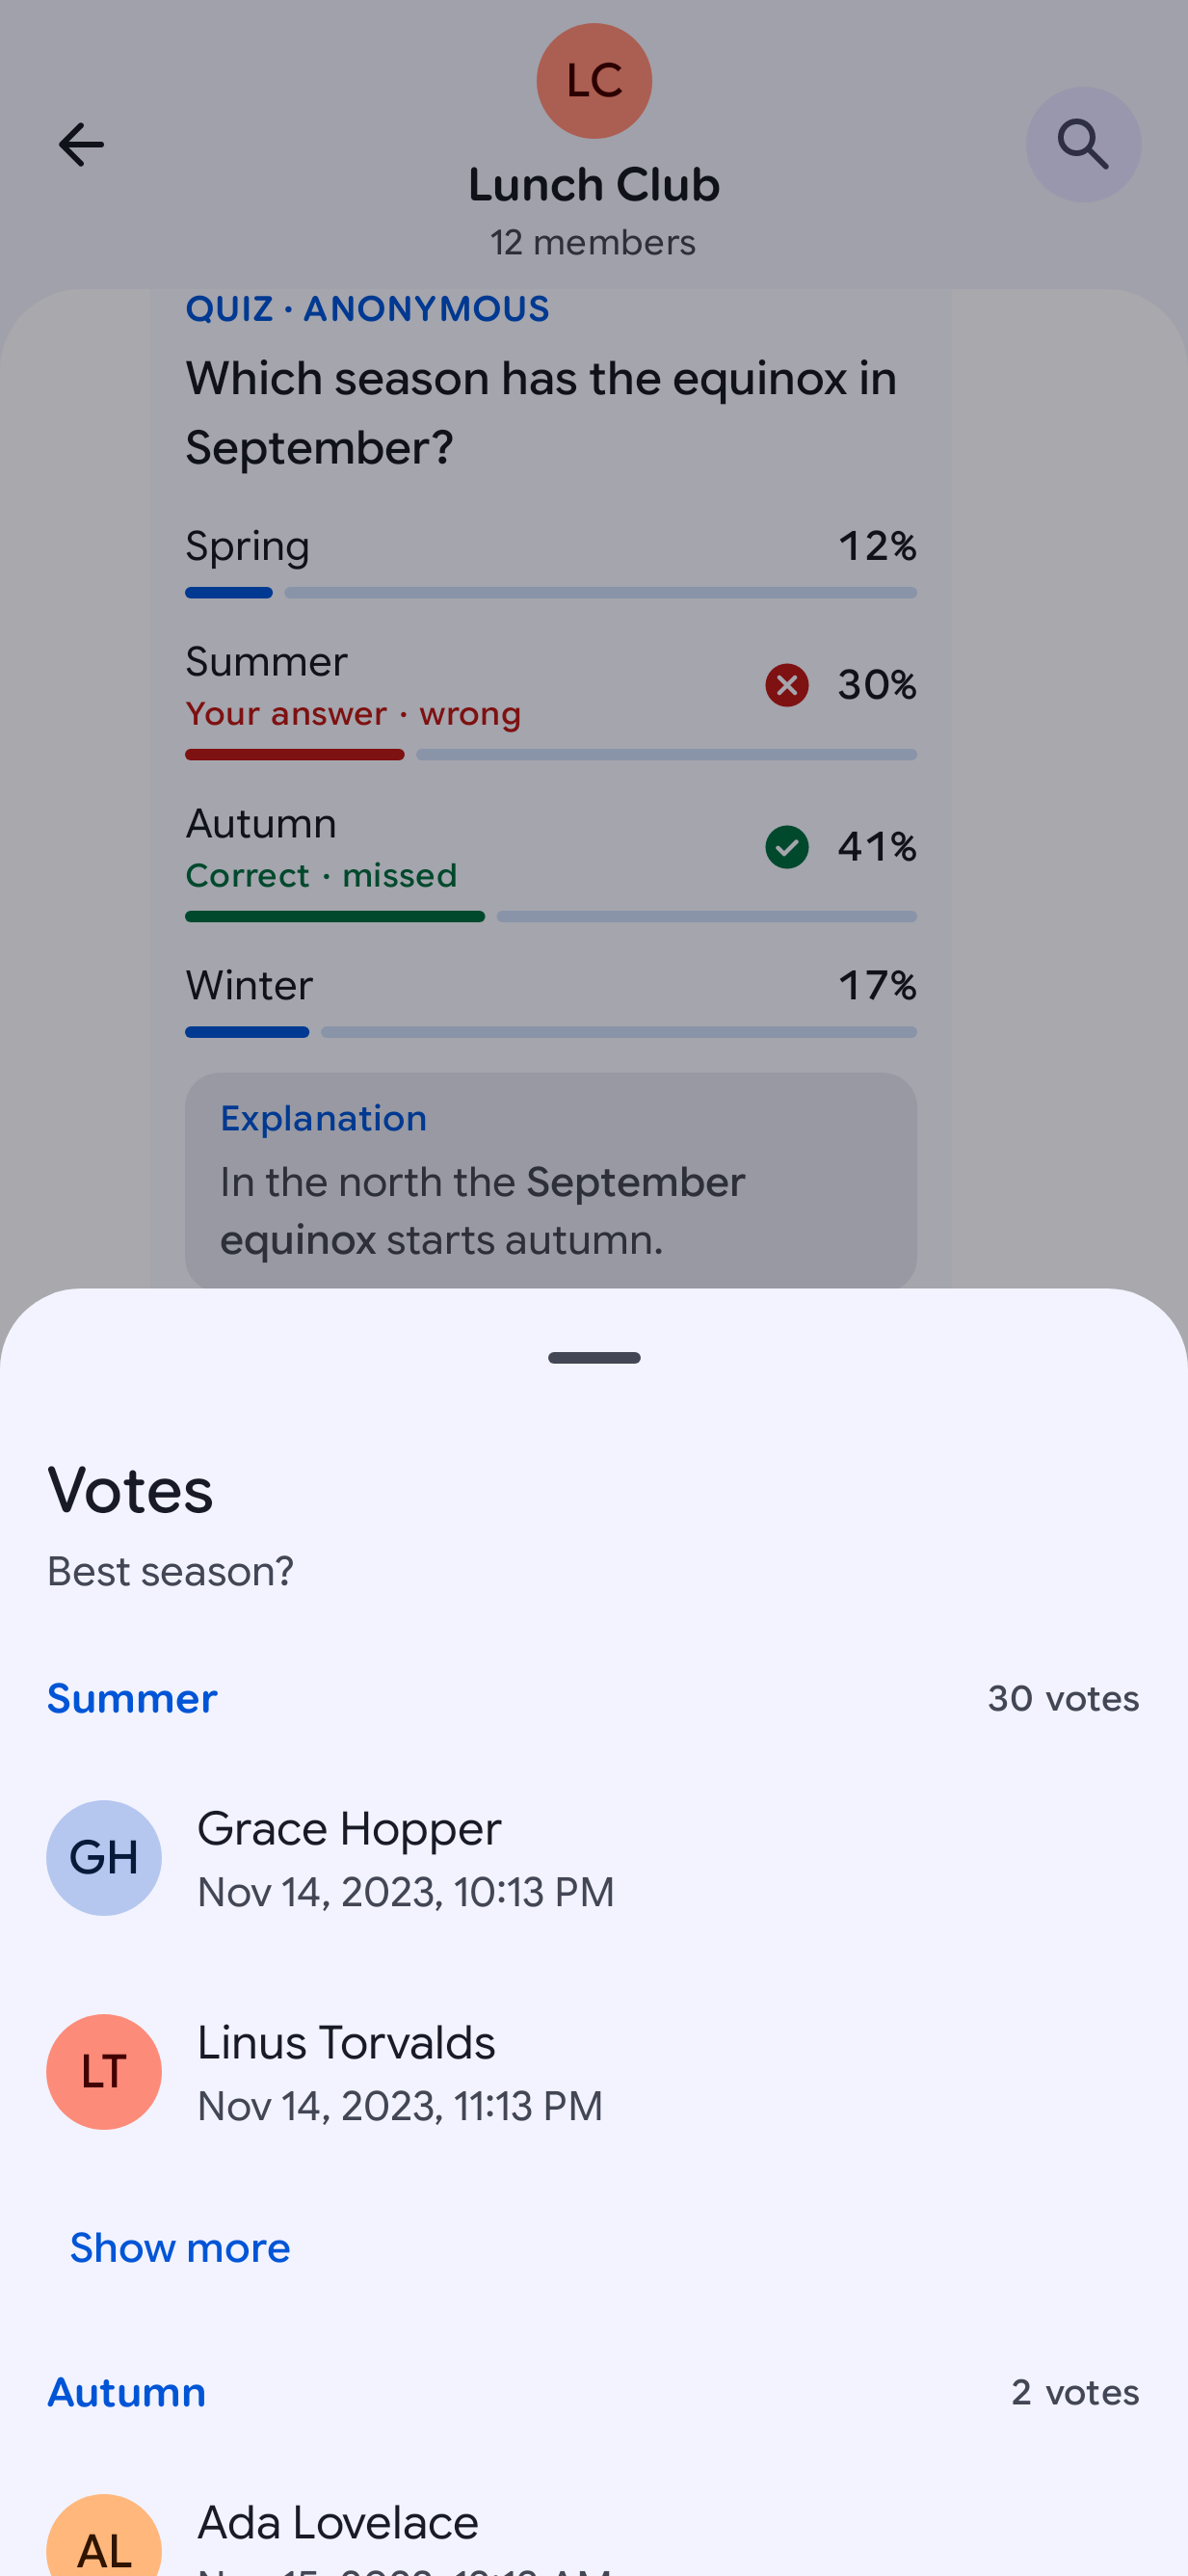 LC
Lunch Club
12 members
QUIZ · ANONYMOUS
Which season has the equinox in
September?
Spring 12%
Summer
Your answer · wrong 30%
Autumn
Correct · missed 41%
Winter 17%
Explanation
In the north the September
equinox starts autumn.
Votes
Best season?
Summer 30 votes
GH Grace Hopper
Nov 14, 2023, 10:13 PM
LT Linus Torvalds
Nov 14, 2023, 11:13 PM
Show more
Autumn 2 votes
AL Ada Lovelace